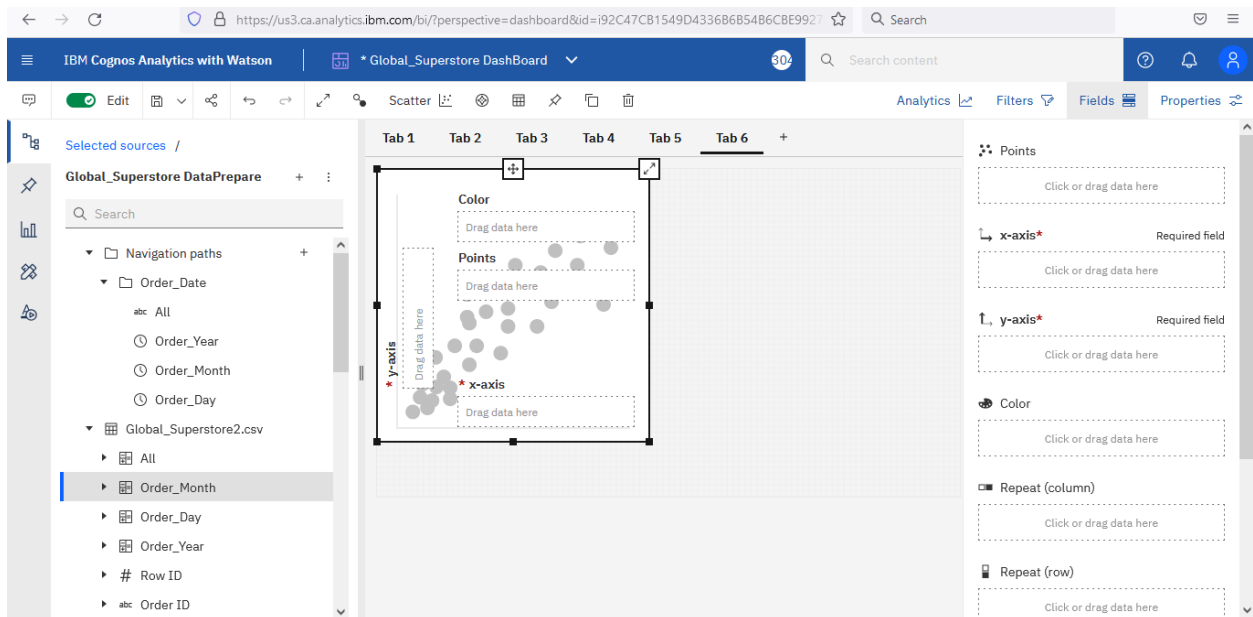 https://us3.ca.analytics.ibm.com/bi/?perspective=dashboard&id=i92C47CB1549D4336B6B54B6CBE9927
Search
IBM Cognos Analytics with Watson
* Global_Superstore DashBoard
304
Search content
Edit
Scatter
Analytics
Filters
Fields
Properties
Selected sources /
Global_Superstore DataPrepare
Search
Navigation paths
Order_Date
abc All
Order_Year
Order_Month
Order_Day
Global_Superstore2.csv
All
Order_Month
Order_Day
Order_Year
# Row ID
abc Order ID
Tab 1 Tab 2 Tab 3 Tab 4 Tab 5 Tab 6 +
Color
Drag data here
Points
Drag data here
* y-axis
Drag data here
* x-axis
Drag data here
Points
Click or drag data here
x-axis* Required field
Click or drag data here
y-axis* Required field
Click or drag data here
Color
Click or drag data here
Repeat (column)
Click or drag data here
Repeat (row)
Click or drag data here